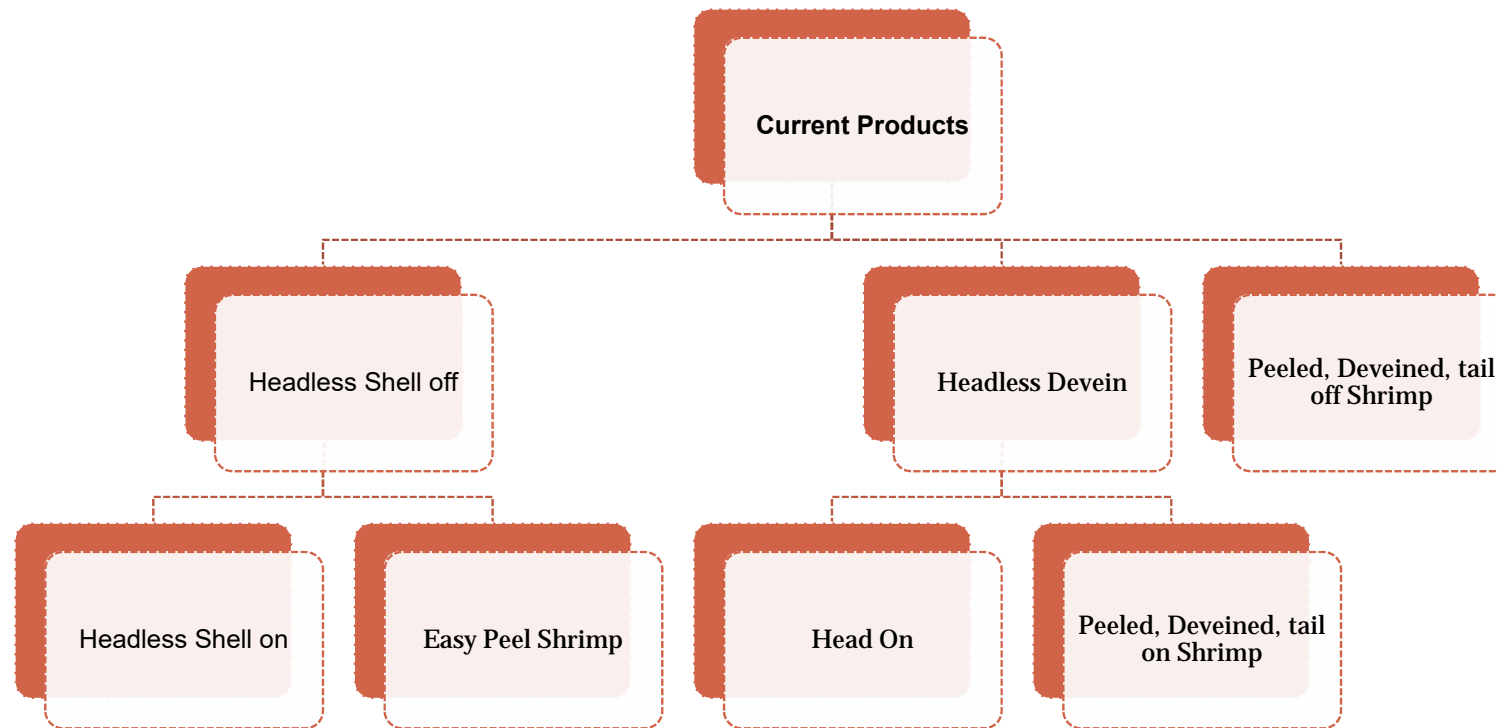 Current Products
Headless Shell off
Headless Devein
Peeled, Deveined, tail
off Shrimp
Headless Shell on
Easy Peel Shrimp
Head On
Peeled, Deveined, tail
on Shrimp